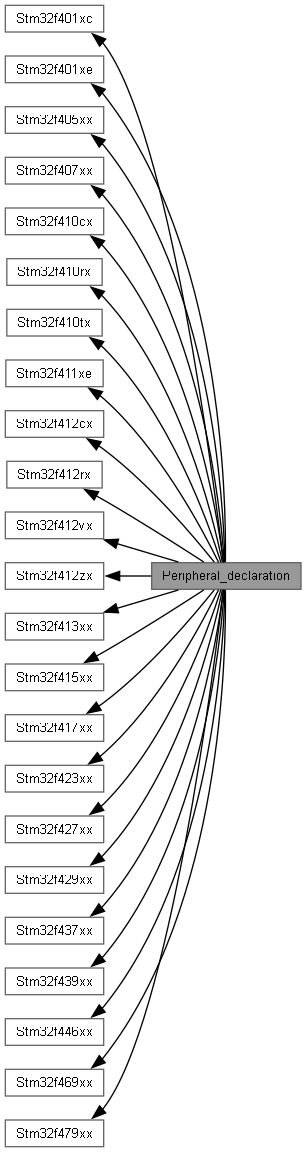 Stm32f401xc
Stm32f401xe
Stm32f405xx
Stm32f407xx
Stm32f410cx
Stm32f410rx
Stm32f410tx
Stm32f411xe
Stm32f412cx
Stm32f412rx
Stm32f412vx
Stm32f412zx
Peripheral_declaration
Stm32f413xx
Stm32f415xx
Stm32f417xx
Stm32f423xx
Stm32f427xx
Stm32f429xx
Stm32f437xx
Stm32f439xx
Stm32f446xx
Stm32f469xx
Stm32f479xx